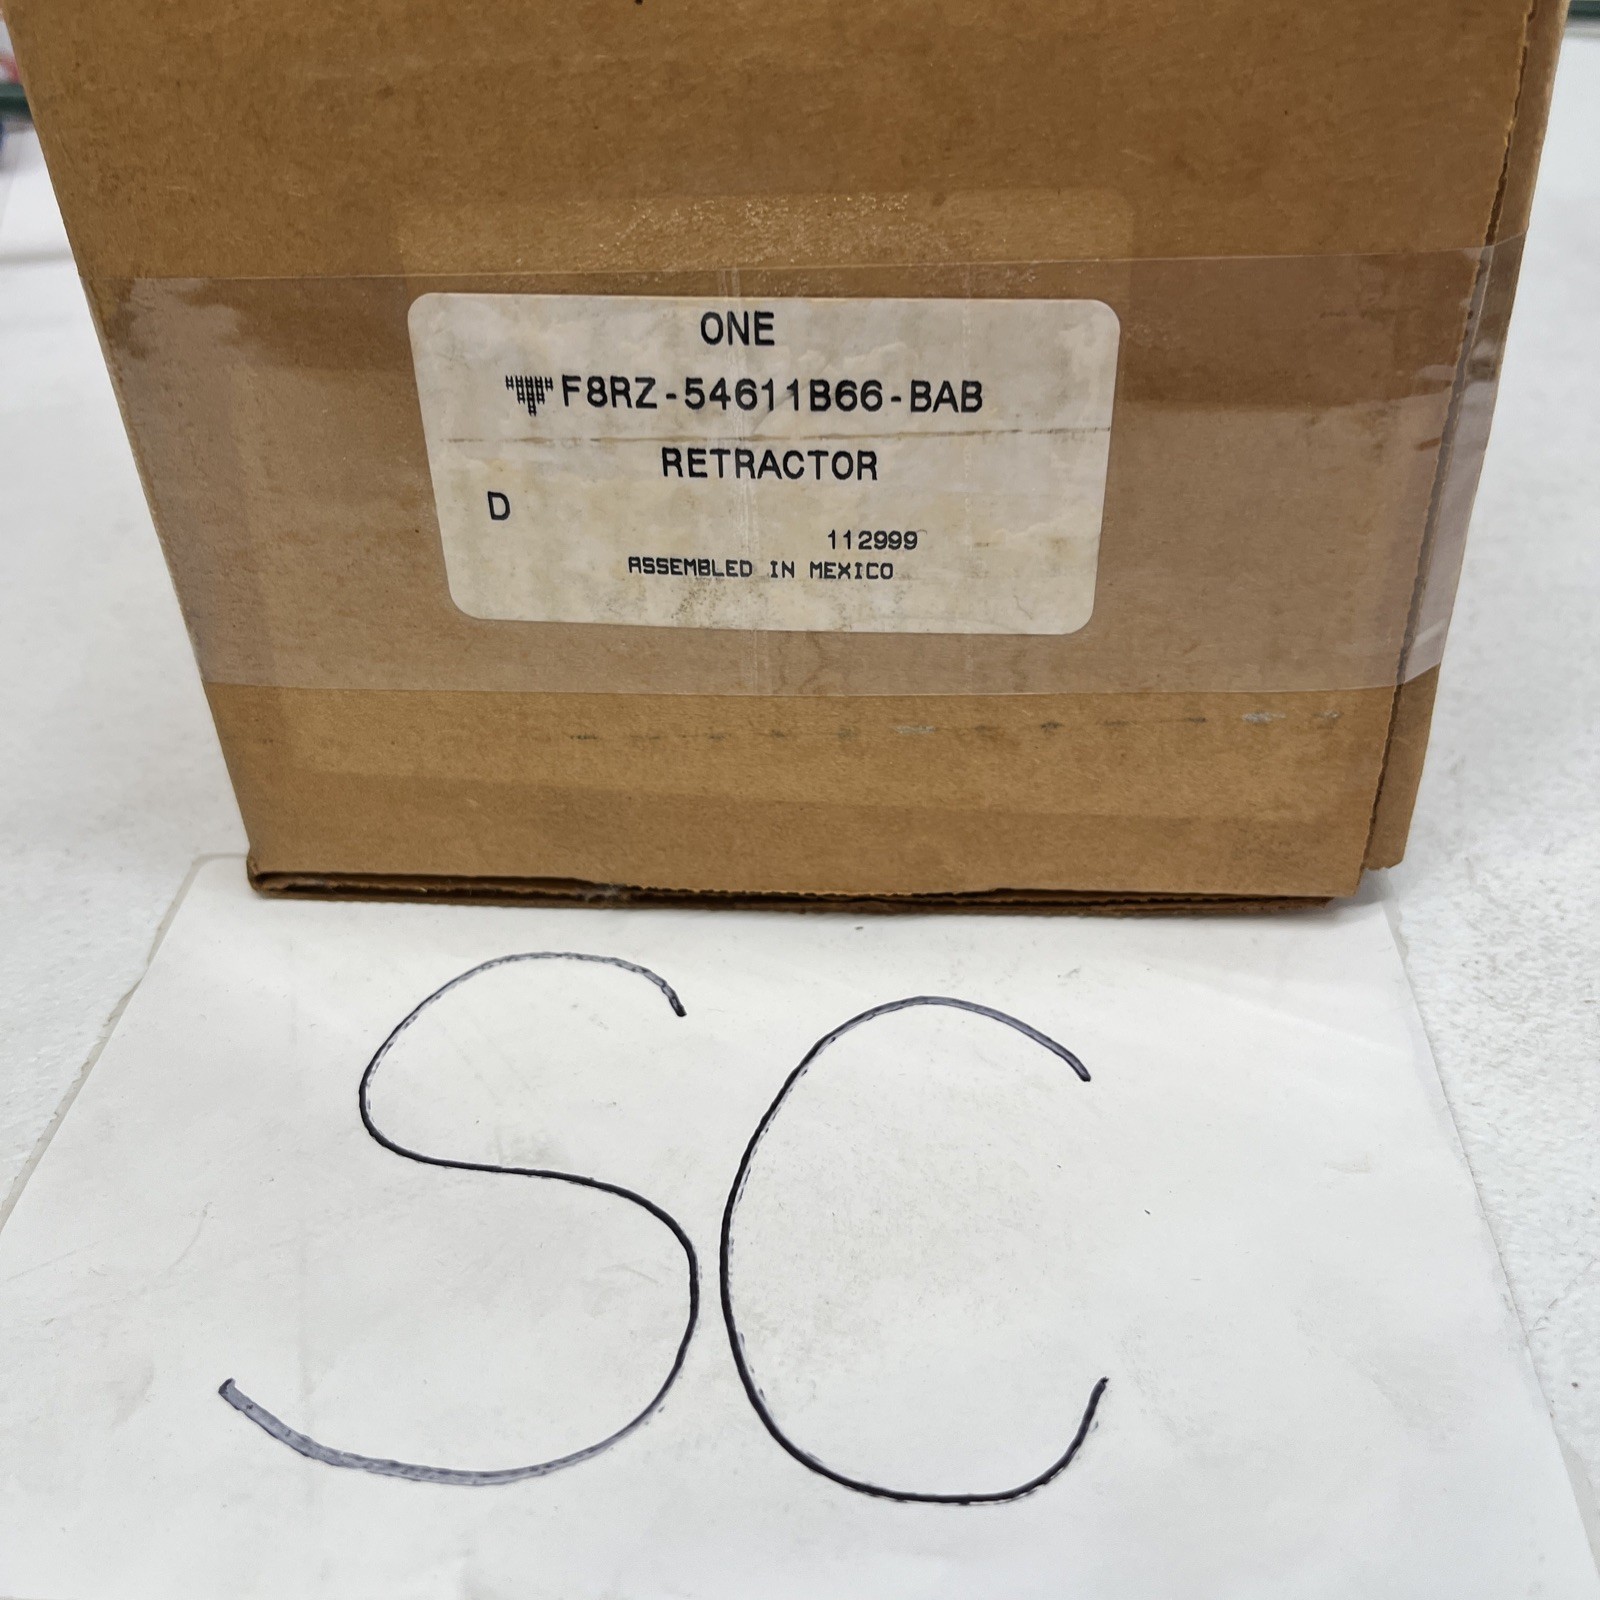 ONE
F8RZ-54611B66-BAB
RETRACTOR
D
112999
ASSEMBLED IN MEXICO
SC